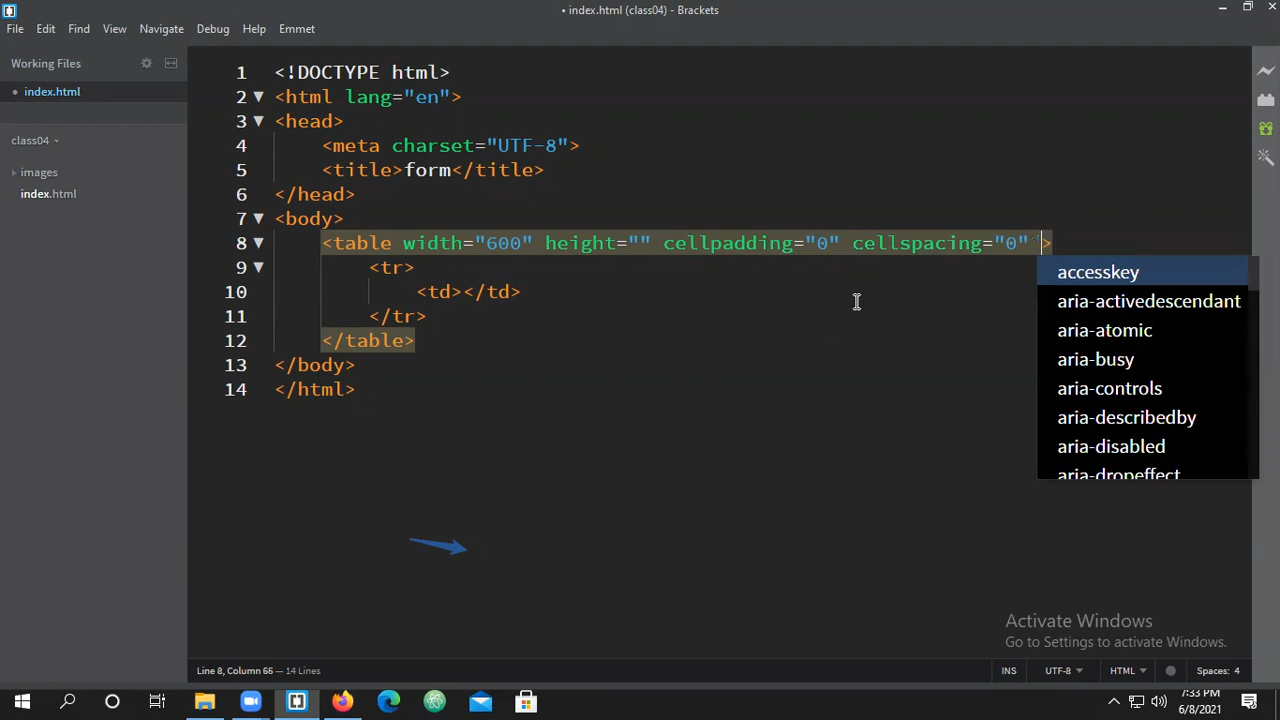 • index.html (class04) - Brackets
File Edit Find View Navigate Debug Help Emmet
Working Files
• index.html
class04
images
index.html
1 <!DOCTYPE html>
2 <html lang="en">
3 <head>
4 <meta charset="UTF-8">
5 <title>form</title>
6 </head>
7 <body>
8 <table width="600" height="" cellpadding="0" cellspacing="0" >
9 <tr>
10 <td></td>
11 </tr>
12 </table>
13 </body>
14 </html>
accesskey
aria-activedescendant
aria-atomic
aria-busy
aria-controls
aria-describedby
aria-disabled
aria-dropeffect
Activate Windows
Go to Settings to activate Windows.
Line 8, Column 66 — 14 Lines
INS UTF-8 HTML Spaces: 4
7:33 PM
6/8/2021